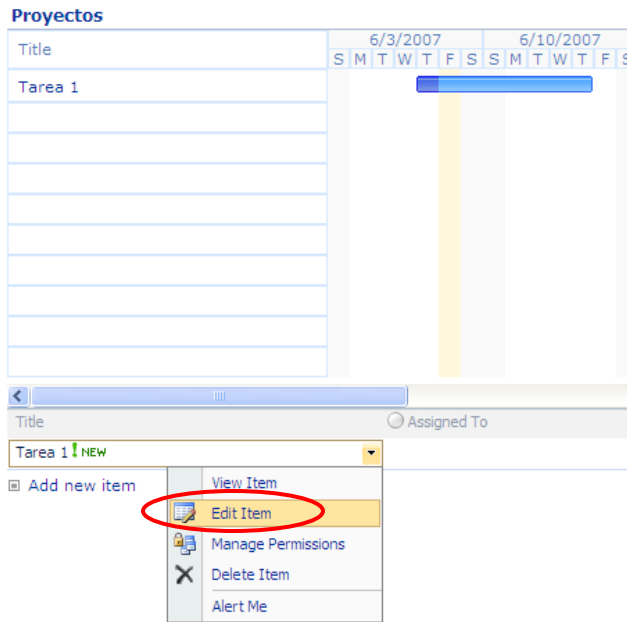 Proyectos
Title
6/3/2007 6/10/2007
S M T W T F S S M T W T F S
Tarea 1
Title Assigned To
Tarea 1 ! NEW
Add new item
View Item
Edit Item
Manage Permissions
Delete Item
Alert Me